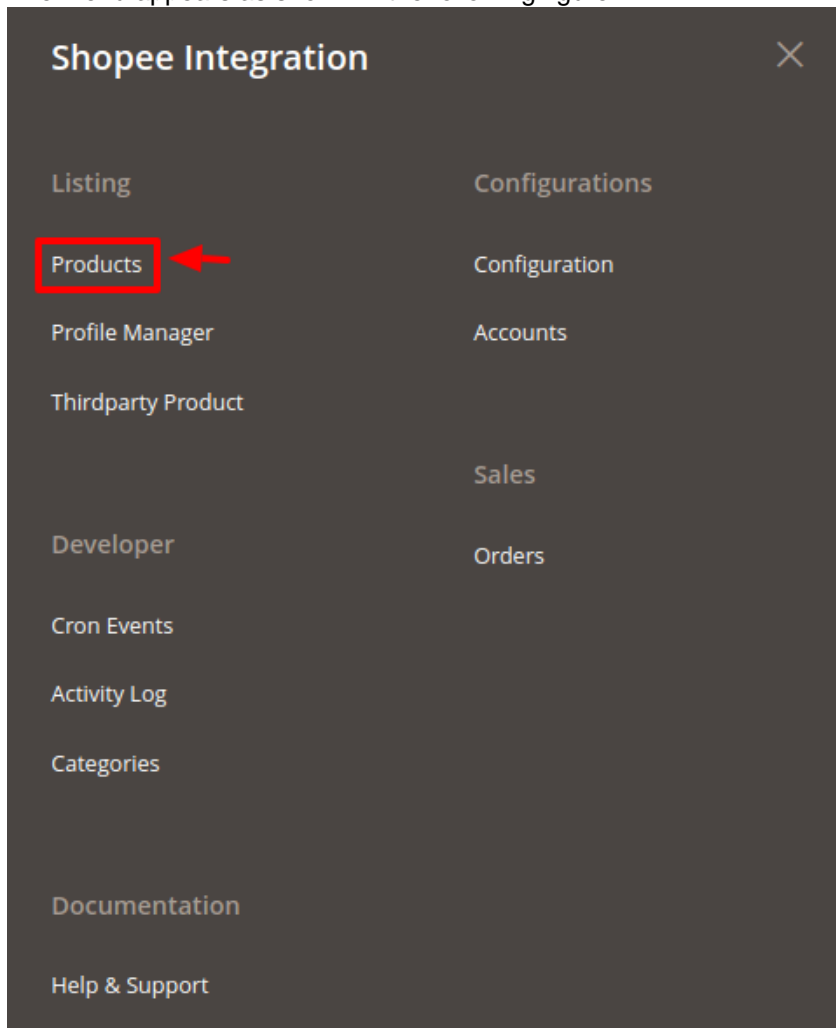 Shopee Integration
Listing
Products
Profile Manager
Thirdparty Product
Developer
Cron Events
Activity Log
Categories
Documentation
Help & Support
Configurations
Configuration
Accounts
Sales
Orders